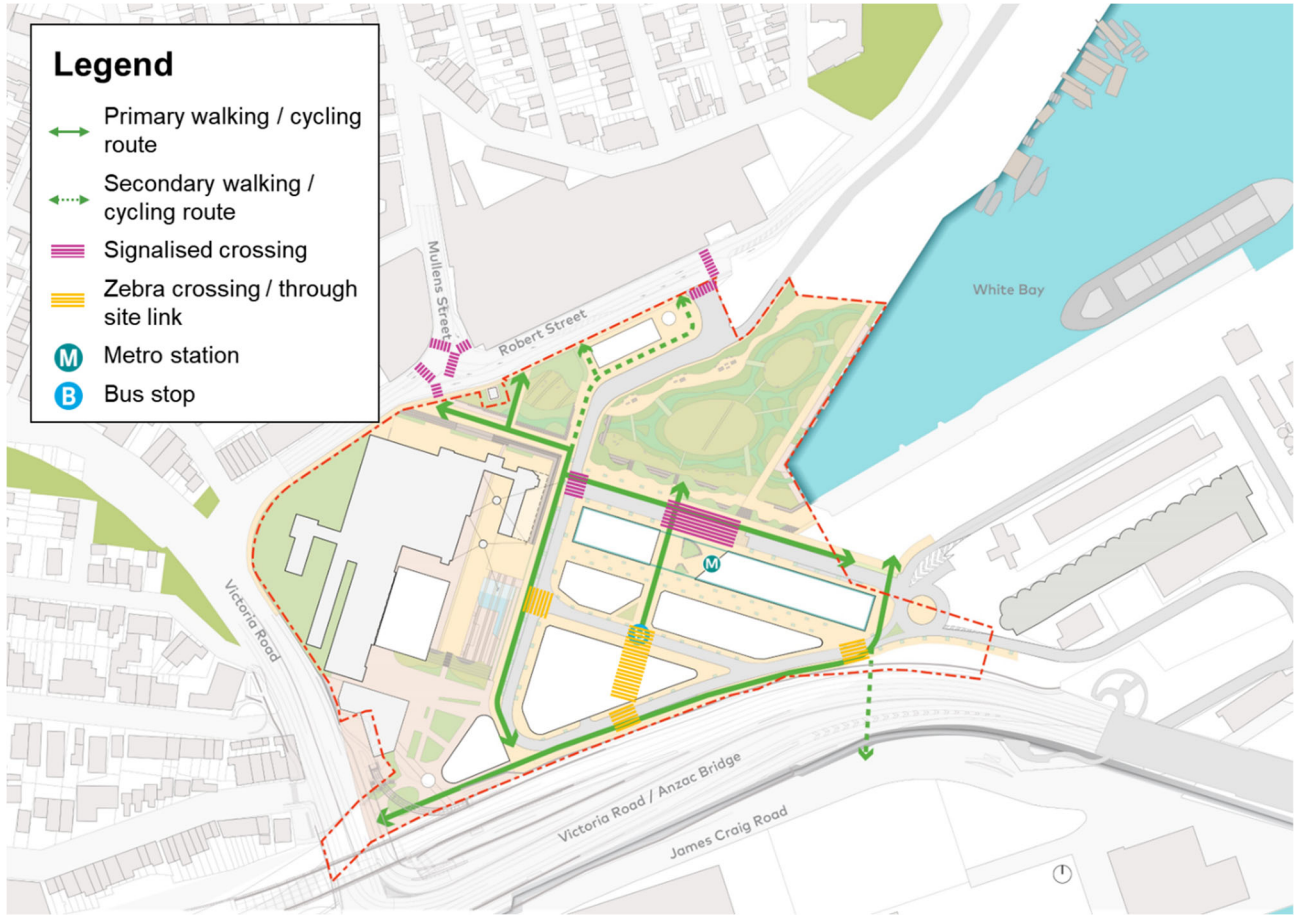 Legend
Primary walking / cycling
route
Secondary walking /
cycling route
Signalised crossing
Zebra crossing / through
site link
M
Metro station
B
Bus stop
Mullens Street
Robert Street
White Bay
M
B
Victoria Road
Victoria Road / Anzac Bridge
James Craig Road